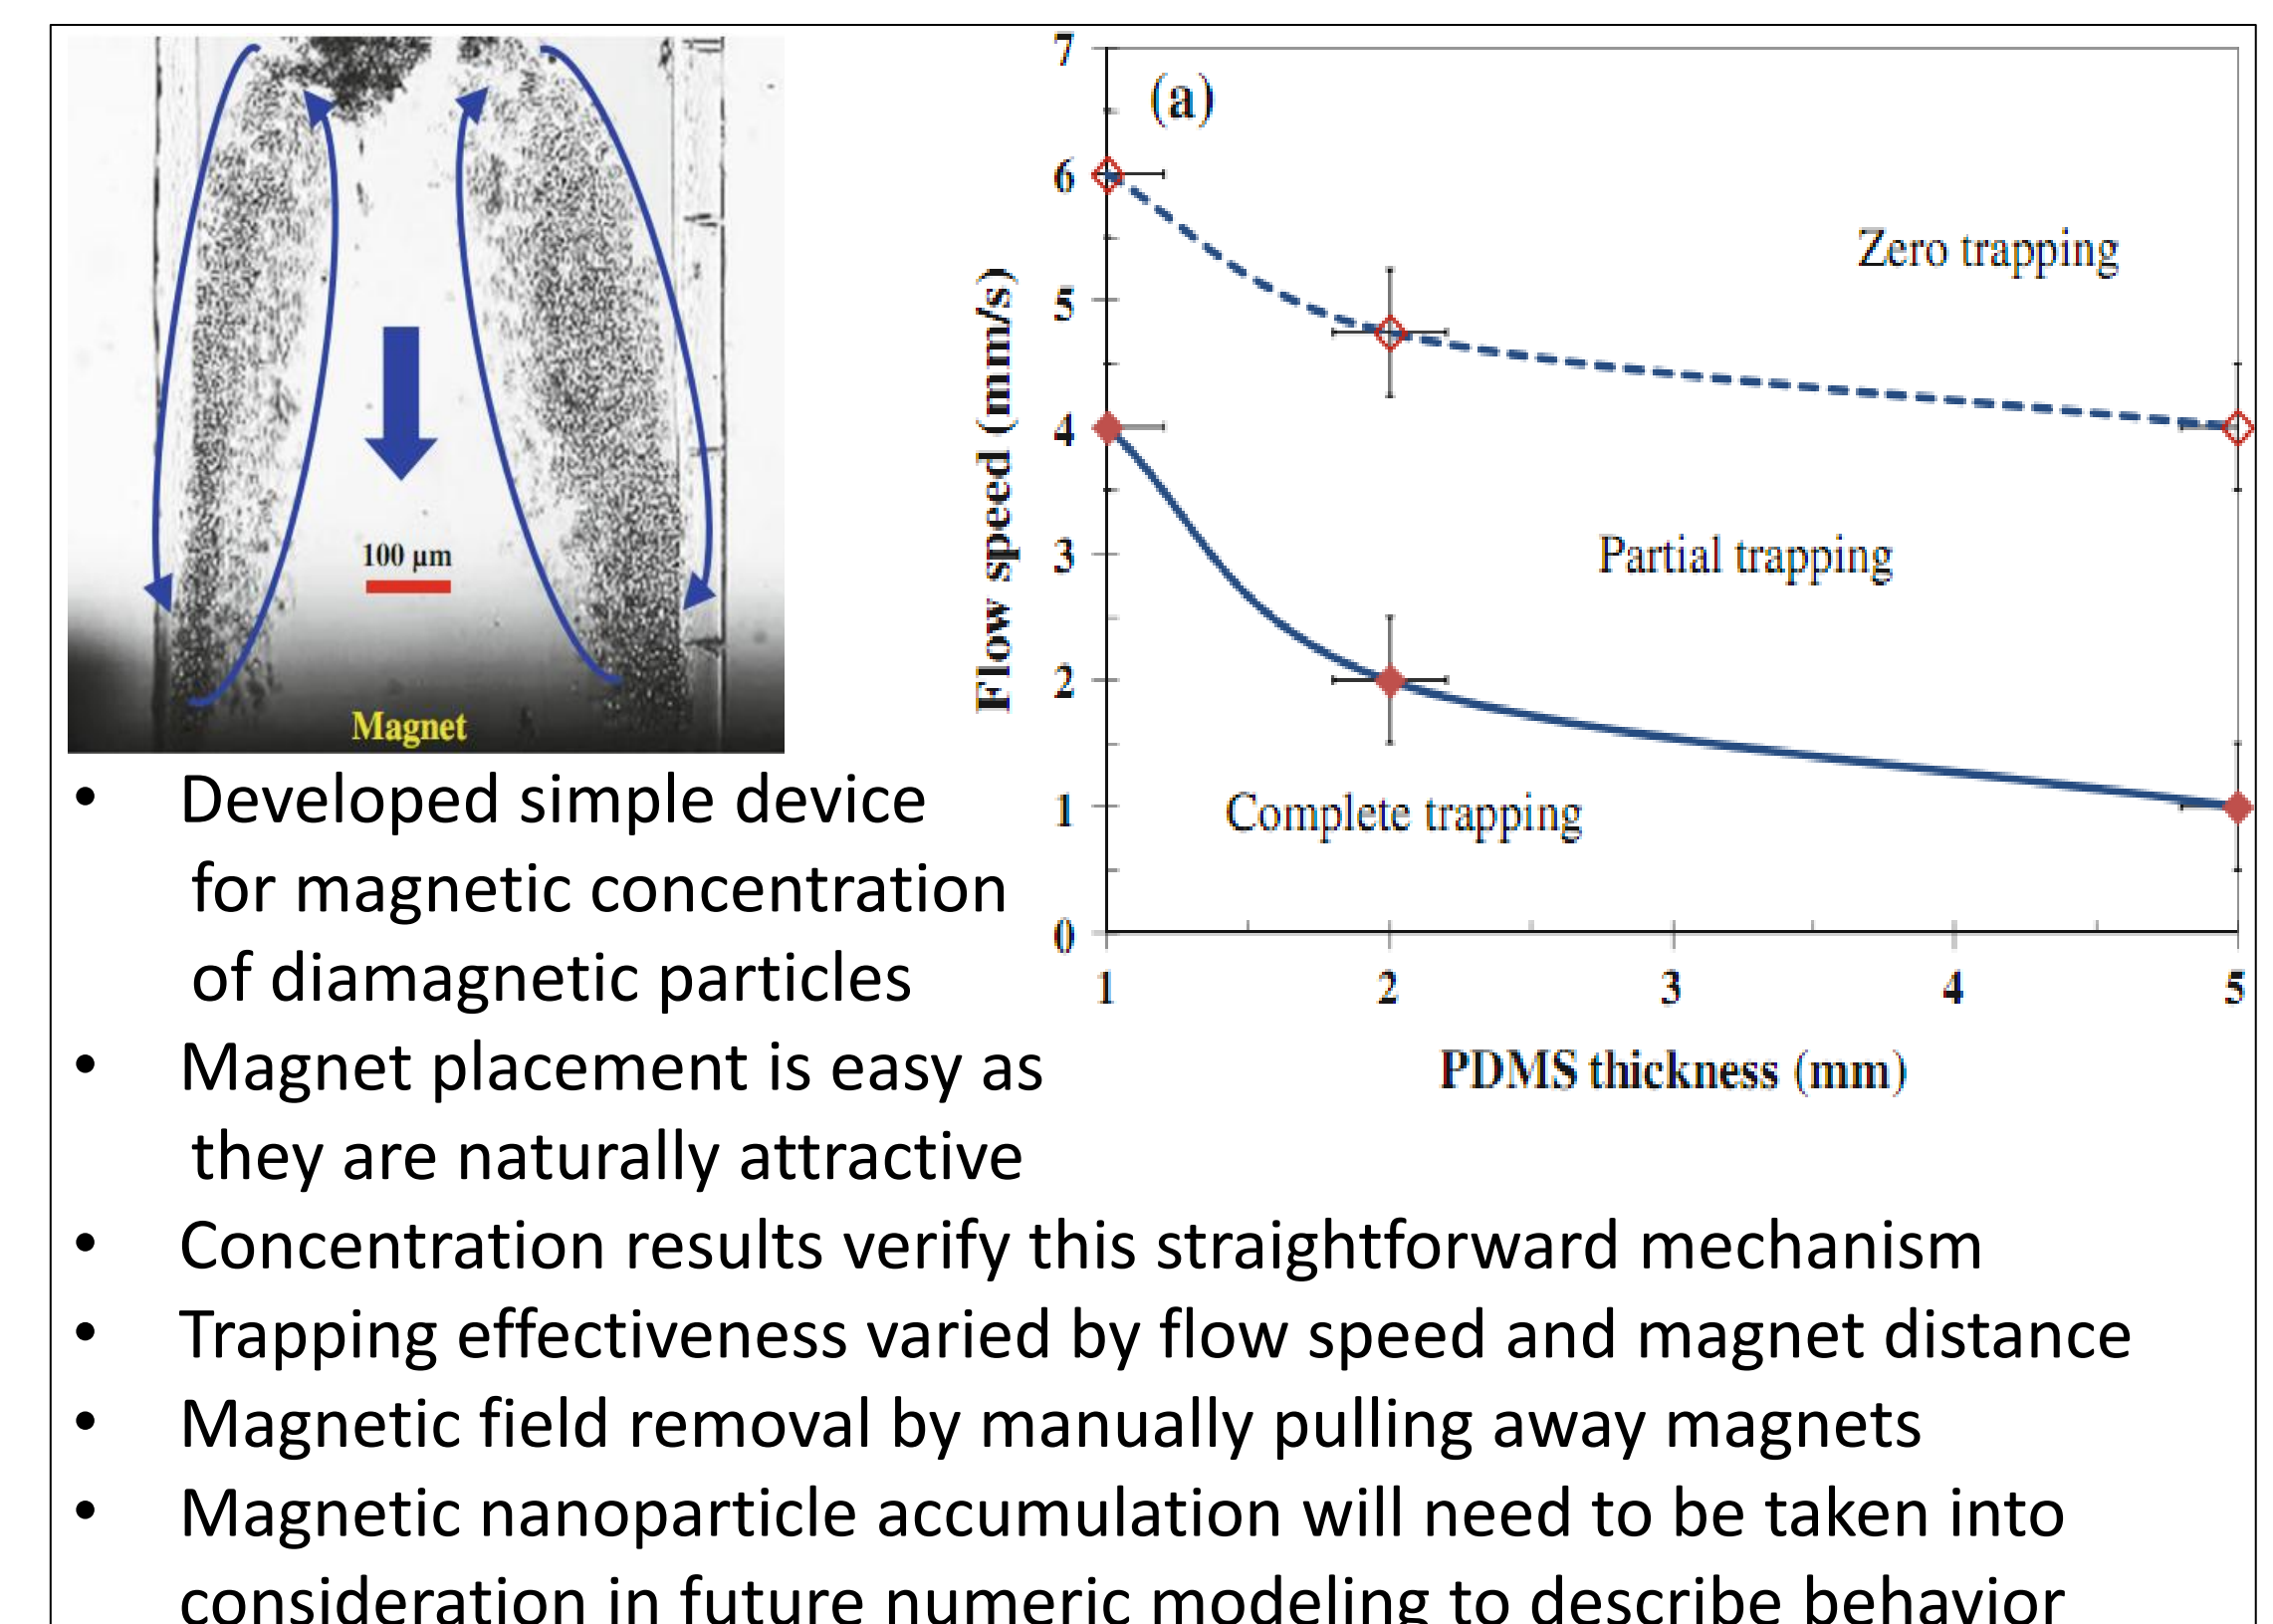 100 µm
Magnet
(a)
7
6
5
4
3
2
1
0
Flow speed (mm/s)
Zero trapping
Partial trapping
Complete trapping
1 2 3 4 5
PDMS thickness (mm)
• Developed simple device
for magnetic concentration
of diamagnetic particles
• Magnet placement is easy as
they are naturally attractive
• Concentration results verify this straightforward mechanism
• Trapping effectiveness varied by flow speed and magnet distance
• Magnetic field removal by manually pulling away magnets
• Magnetic nanoparticle accumulation will need to be taken into
consideration in future numeric modeling to describe behavior